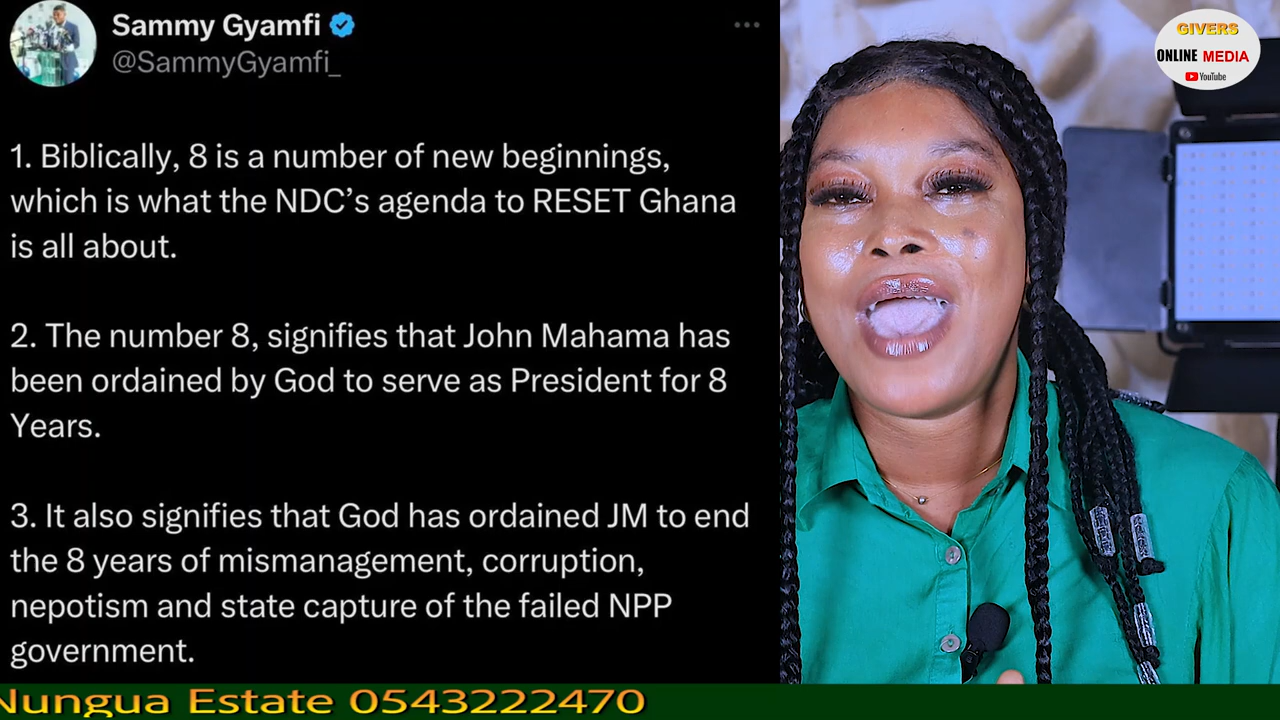 Sammy Gyamfi
@SammyGyamfi_
1. Biblically, 8 is a number of new beginnings,
which is what the NDC’s agenda to RESET Ghana
is all about.
2. The number 8, signifies that John Mahama has
been ordained by God to serve as President for 8
Years.
3. It also signifies that God has ordained JM to end
the 8 years of mismanagement, corruption,
nepotism and state capture of the failed NPP
government.
GIVERS
ONLINE MEDIA
YouTube
Nungua Estate 0543222470